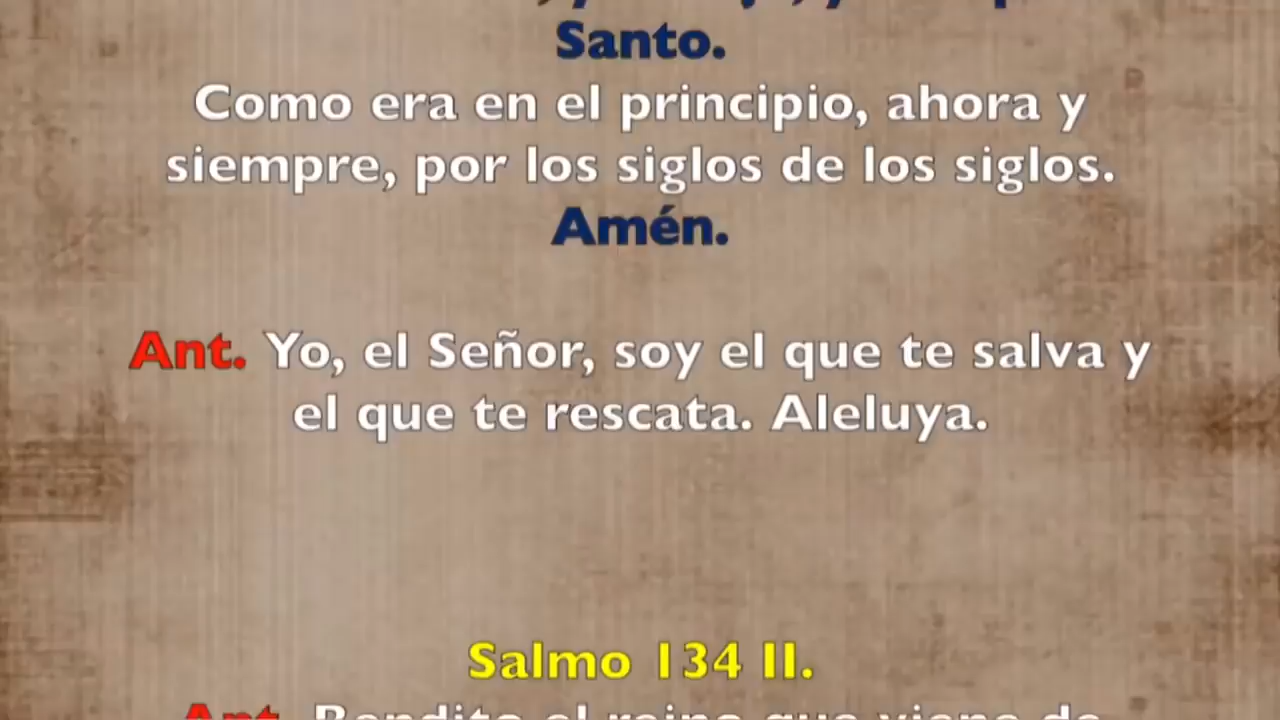 Santo.
Como era en el principio, ahora y
siempre, por los siglos de los siglos.
Amén.
Ant. Yo, el Señor, soy el que te salva y
el que te rescata. Aleluya.
Salmo 134 II.
Ant. Bendito el reino que viene de